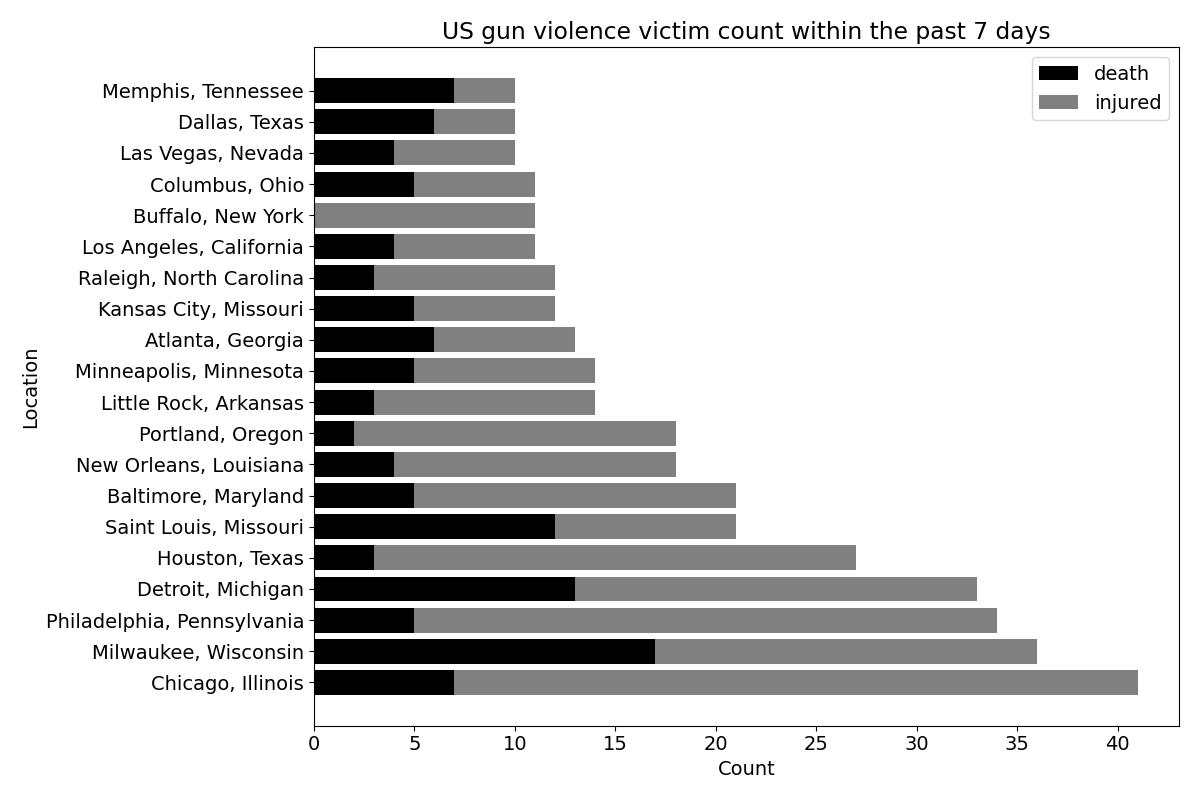 US gun violence victim count within the past 7 days
death
injured
Location
Memphis, Tennessee
Dallas, Texas
Las Vegas, Nevada
Columbus, Ohio
Buffalo, New York
Los Angeles, California
Raleigh, North Carolina
Kansas City, Missouri
Atlanta, Georgia
Minneapolis, Minnesota
Little Rock, Arkansas
Portland, Oregon
New Orleans, Louisiana
Baltimore, Maryland
Saint Louis, Missouri
Houston, Texas
Detroit, Michigan
Philadelphia, Pennsylvania
Milwaukee, Wisconsin
Chicago, Illinois
0 5 10 15 20 25 30 35 40
Count